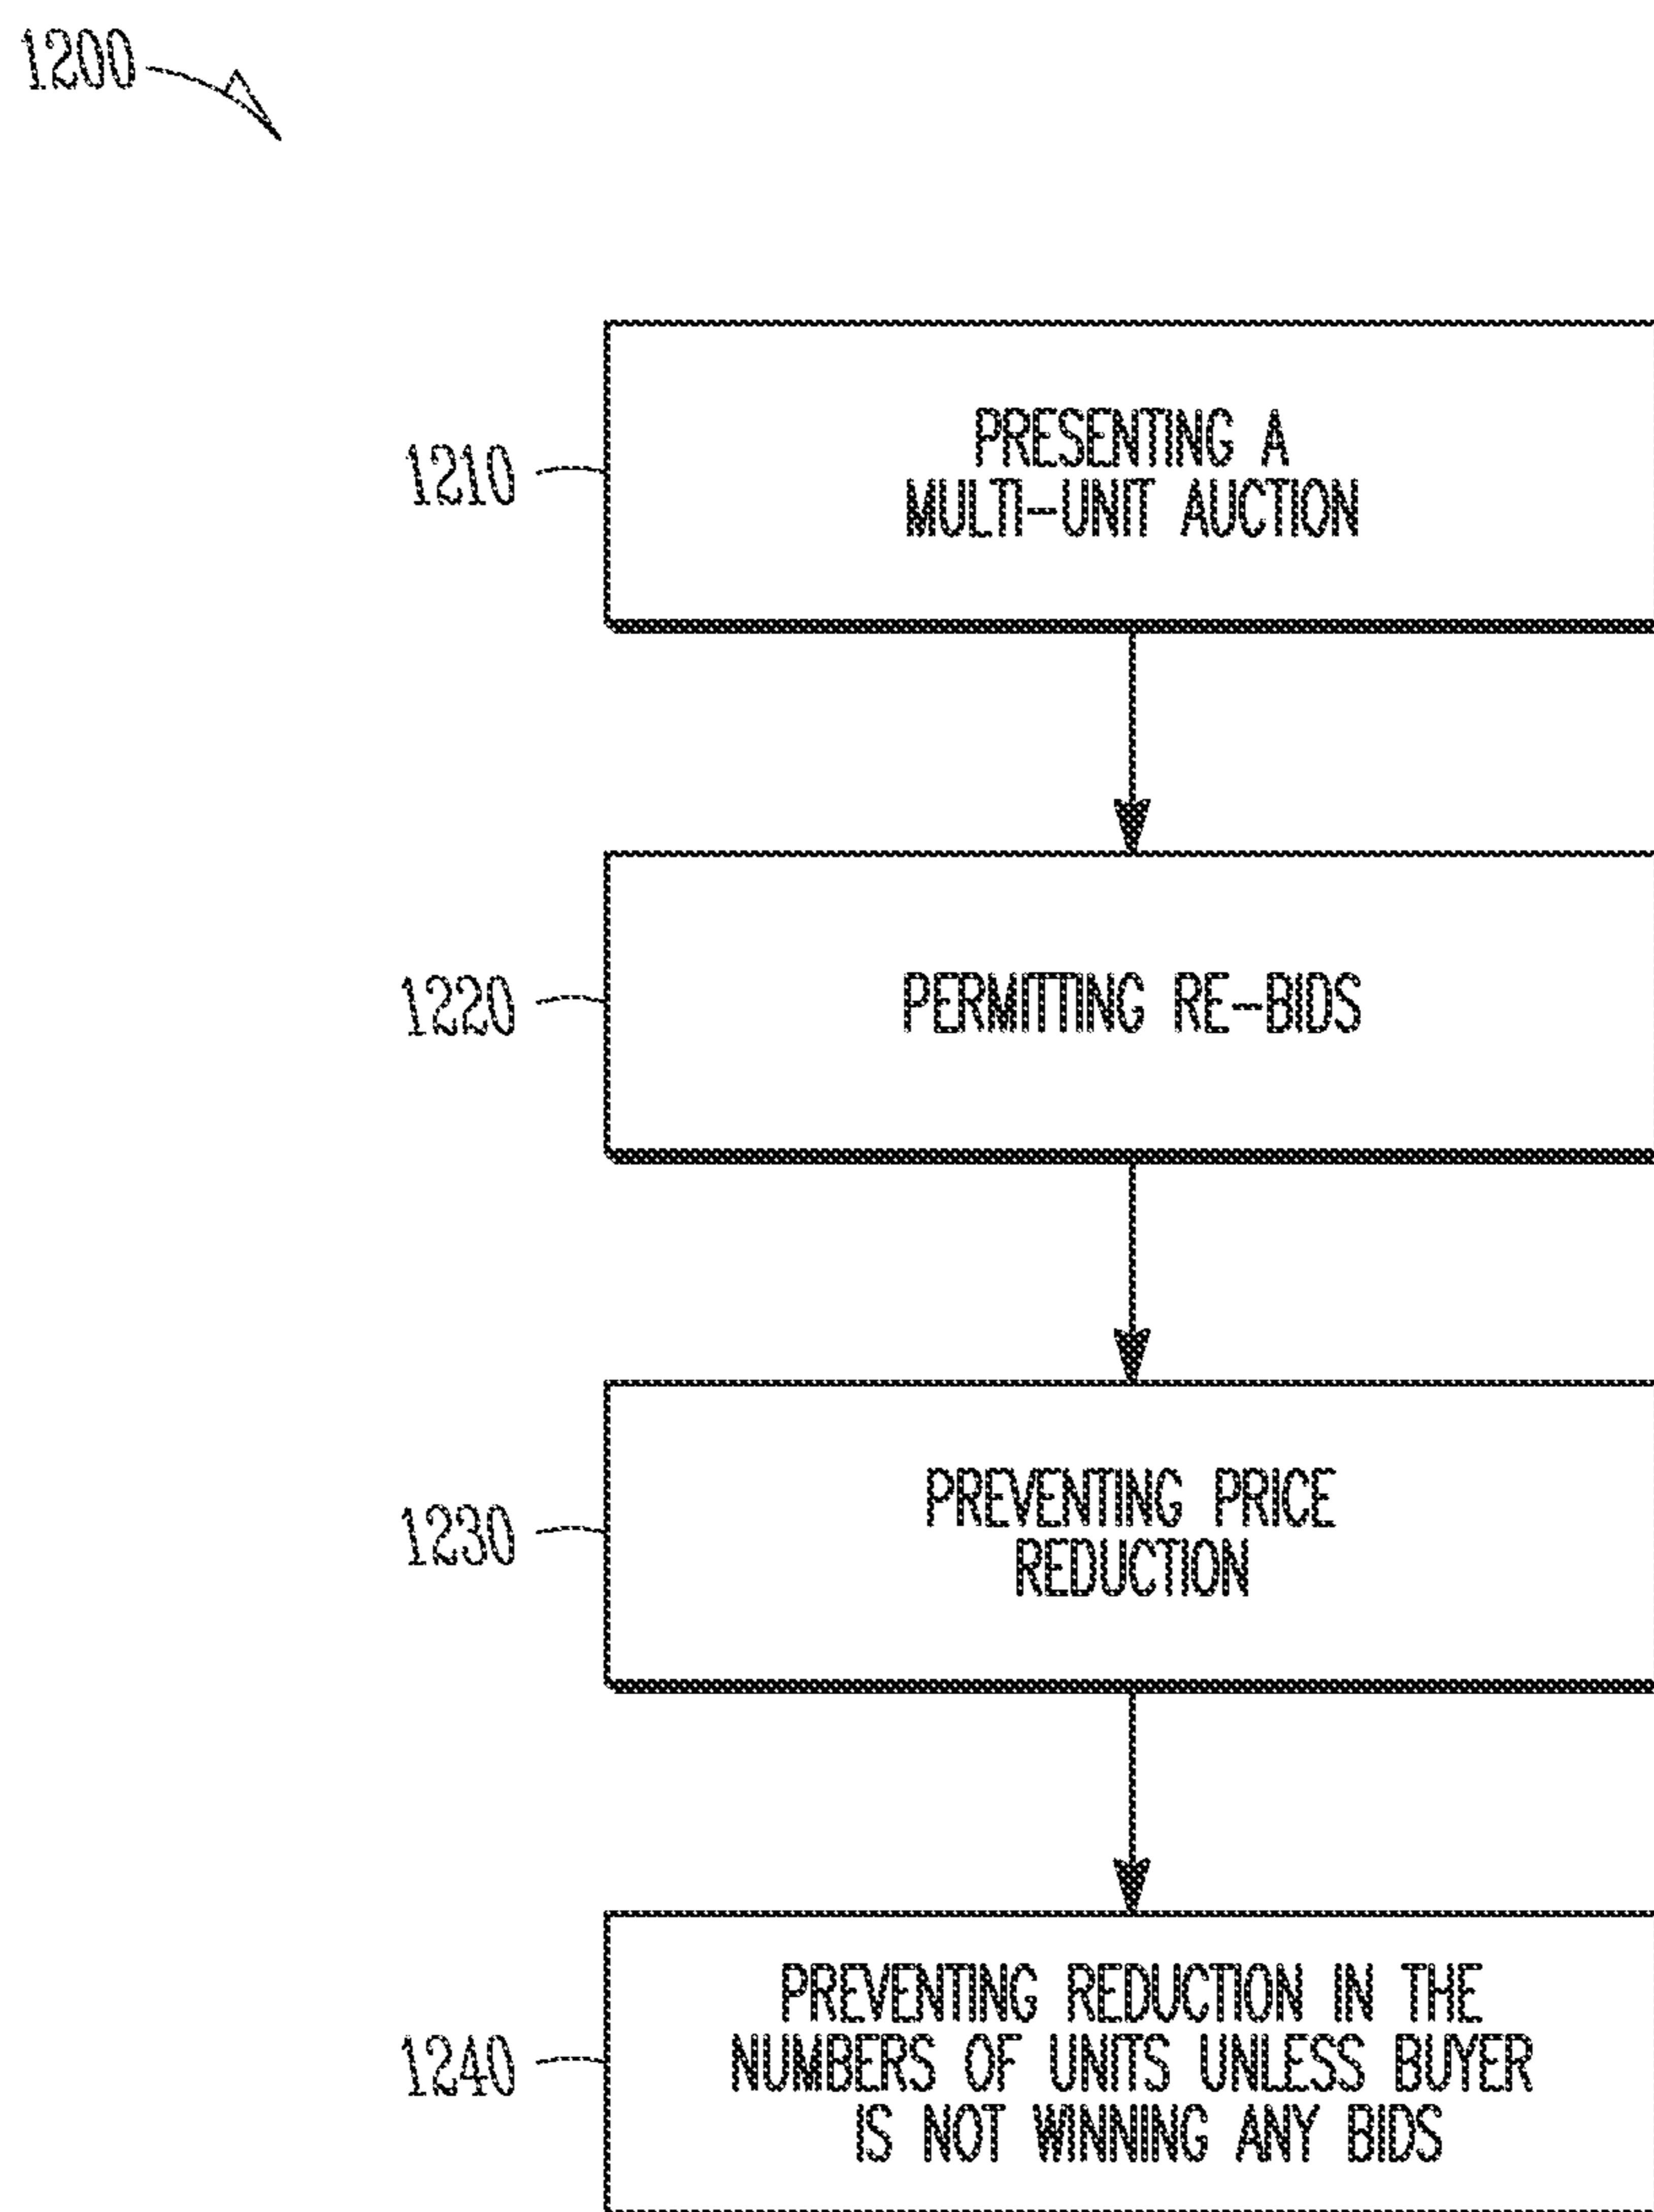 1200
1210
PRESENTING A
MULTI-UNIT AUCTION
1220
PERMITTING RE-BIDS
1230
PREVENTING PRICE
REDUCTION
1240
PREVENTING REDUCTION IN THE
NUMBERS OF UNITS UNLESS BUYER
IS NOT WINNING ANY BIDS